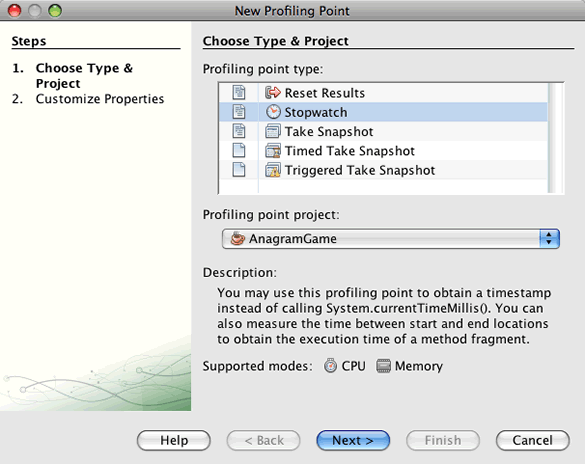 New Profiling Point
Steps
1. Choose Type &
Project
2. Customize Properties
Choose Type & Project
Profiling point type:
Reset Results
Stopwatch
Take Snapshot
Timed Take Snapshot
Triggered Take Snapshot
Profiling point project:
AnagramGame
Description:
You may use this profiling point to obtain a timestamp
instead of calling System.currentTimeMillis(). You can
also measure the time between start and end locations
to obtain the execution time of a method fragment.
Supported modes: CPU Memory
Help < Back Next > Finish Cancel